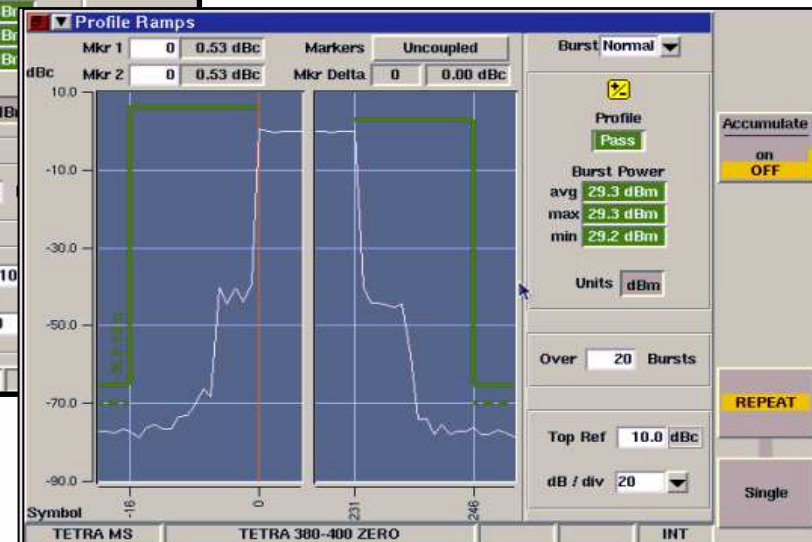 Profile Ramps
Mkr 1 0 0.53 dBc Markers Uncoupled Burst Normal
dBc Mkr 2 0 0.53 dBc Mkr Delta 0 0.00 dBc
10.0
-10.0
-30.0
-50.0
-70.0
-90.0
Symbol -16 0 231 246
Profile
Pass
Burst Power
avg 29.3 dBm
max 29.3 dBm
min 29.2 dBm
Units dBm
Over 20 Bursts
Top Ref 10.0 dBc
dB / div 20
Accumulate
on
OFF
REPEAT
Single
TETRA MS TETRA 380-400 ZERO INT
Br
Br
Br
10